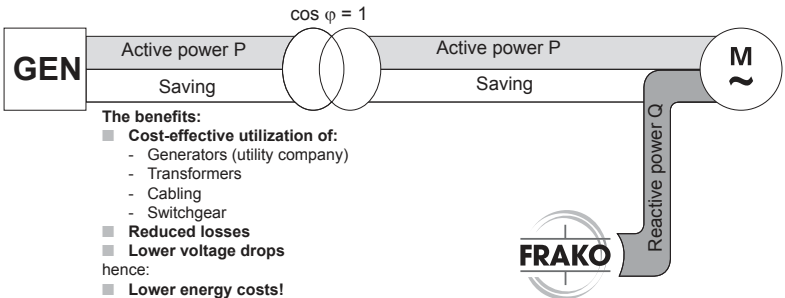 cos φ = 1
GEN
Active power P
Active power P
M
~
Saving
Saving
The benefits:
■ Cost-effective utilization of:
- Generators (utility company)
- Transformers
- Cabling
- Switchgear
■ Reduced losses
■ Lower voltage drops
hence:
■ Lower energy costs!
Reactive power Q
FRAKO